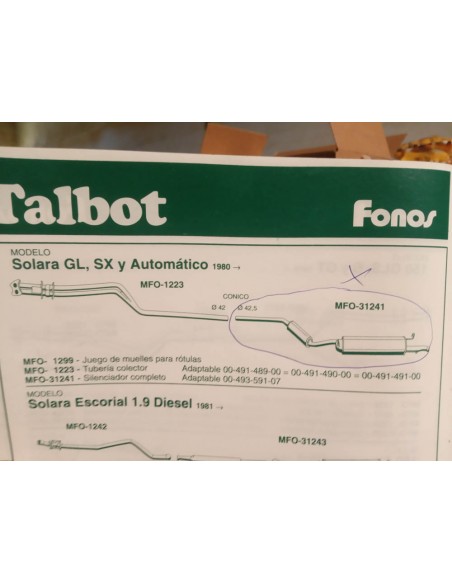 Talbot
Fonos
MODELO
Solara GL, SX y Automático 1980 →
MFO-1223
CONICO
Ø 42 Ø 42,5
MFO-31241
MFO- 1299 - Juego de muelles para rótulas
MFO- 1223 - Tubería colector Adaptable 00-491-489-00 = 00-491-490-00 = 00-491-491-00
MFO-31241 - Silenciador completo Adaptable 00-493-591-07
MODELO
Solara Escorial 1.9 Diesel 1981 →
MFO-1242
MFO-31243